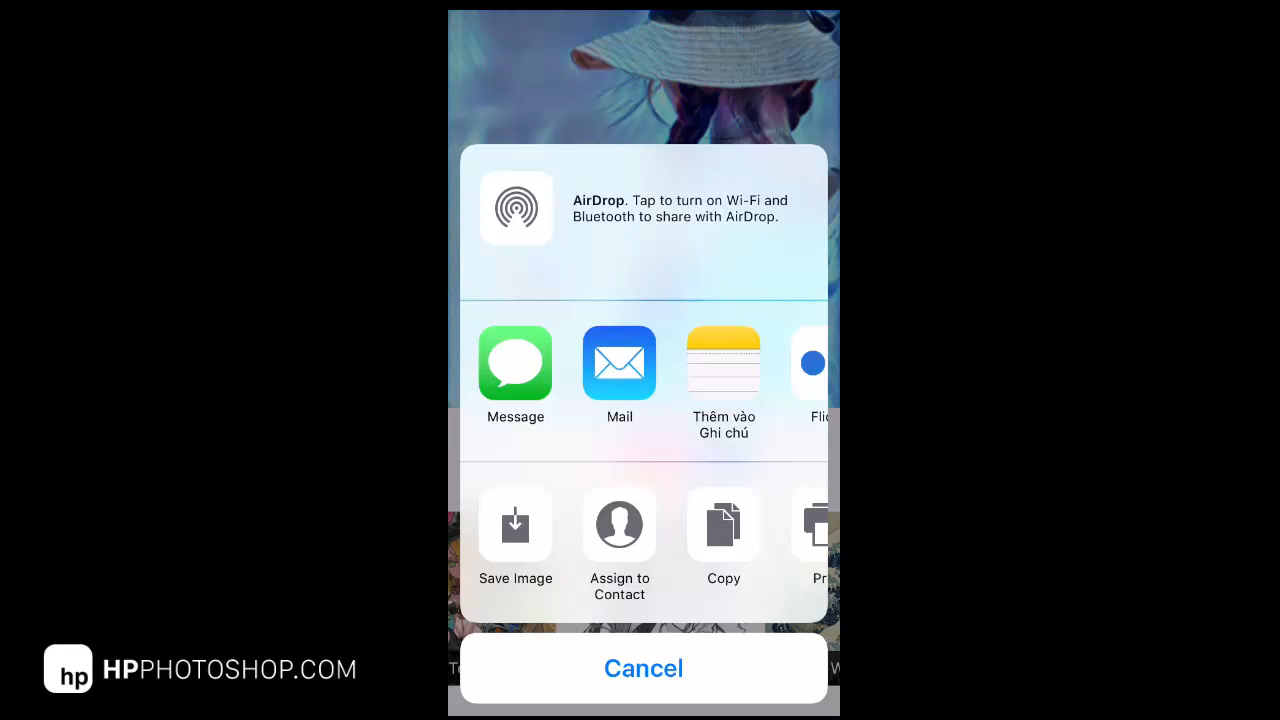 AirDrop. Tap to turn on Wi-Fi and
Bluetooth to share with AirDrop.
Message
Mail
Thêm vào
Ghi chú
Save Image
Assign to
Contact
Copy
Cancel
hp
HPPHOTOSHOP.COM